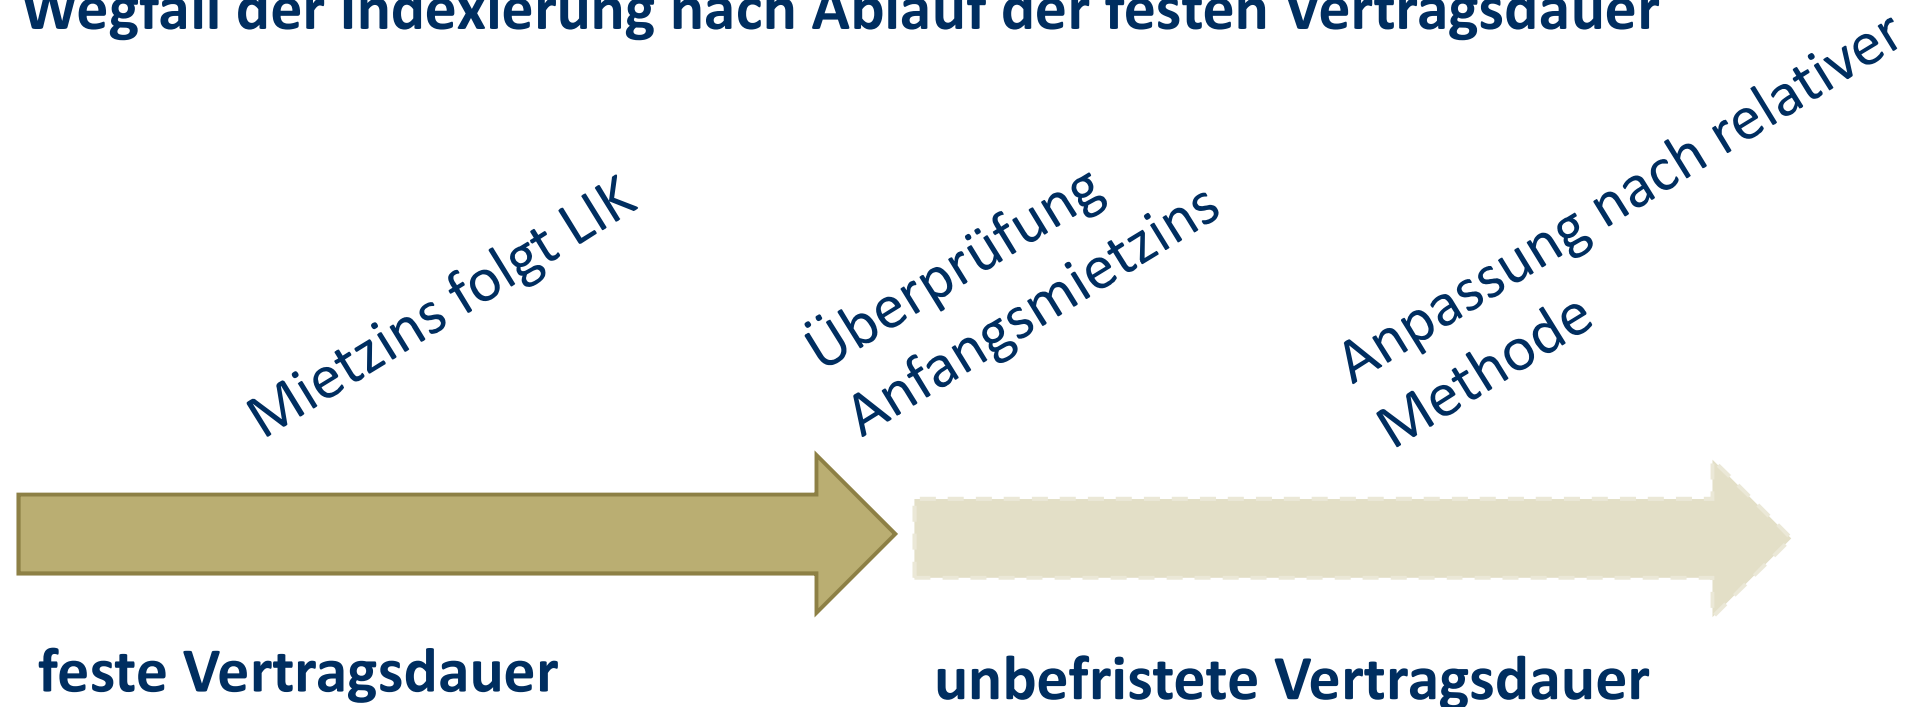 Wegfall der Indexierung nach Ablauf der festen Vertragsdauer
Mietzins folgt LIK
Überprüfung
Anfangsmietzins
Anpassung nach relativer
Methode
feste Vertragsdauer
unbefristete Vertragsdauer